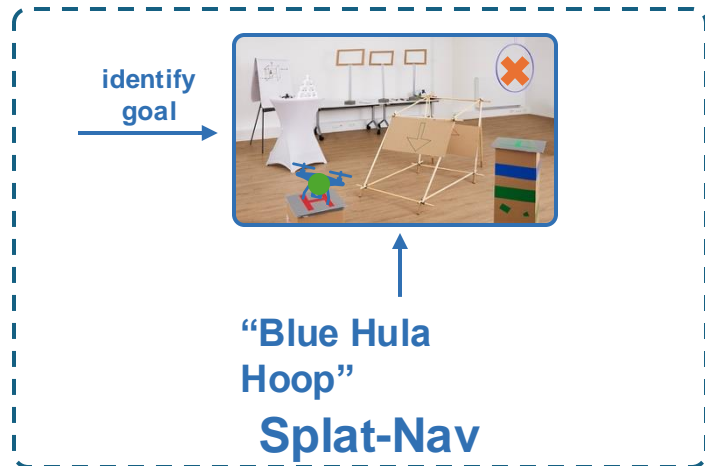 identify
goal
H
“Blue Hula
Hoop”
Splat-Nav